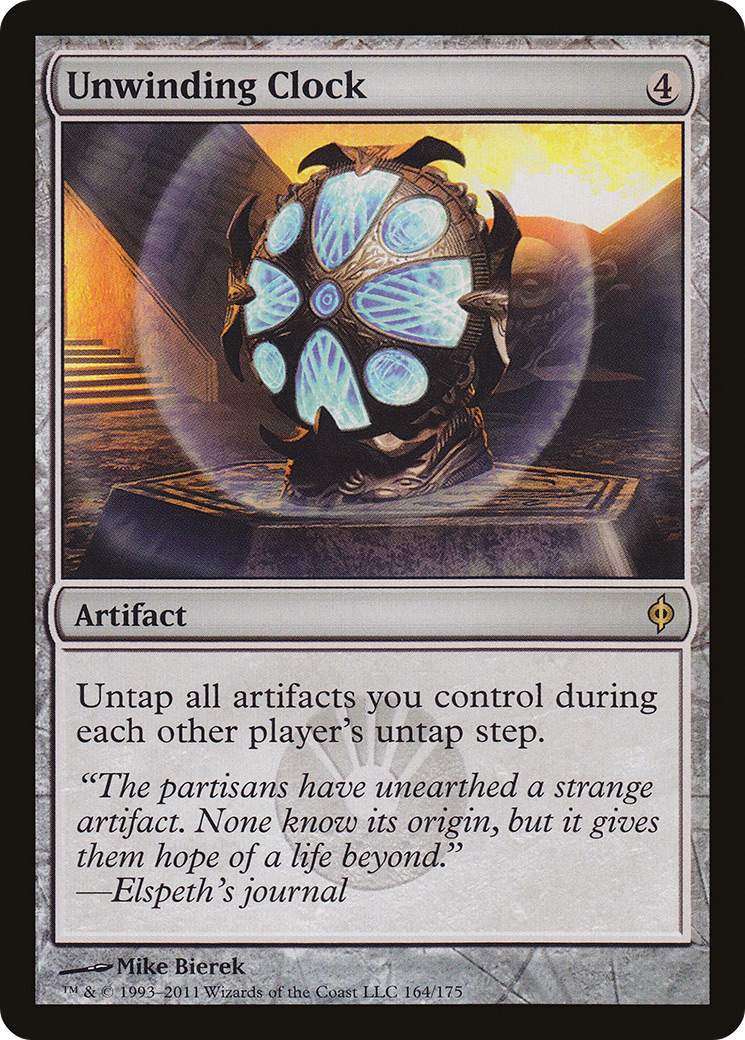 Unwinding Clock
4
Artifact
Untap all artifacts you control during
each other player's untap step.
“The partisans have unearthed a strange
artifact. None know its origin, but it gives
them hope of a life beyond.”
—Elspeth's journal
Mike Bierek
™ & © 1993–2011 Wizards of the Coast LLC 164/175